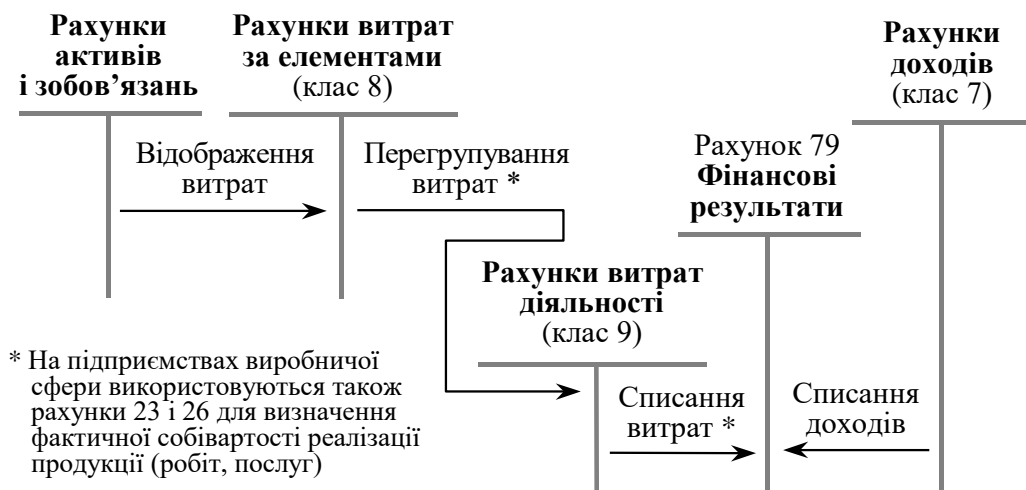 Рахунки
активів
і зобов’язань
Рахунки витрат
за елементами
(клас 8)
Рахунки
доходів
(клас 7)
Відображення
витрат
Перегрупування
витрат *
Рахунок 79
Фінансові
результати
Рахунки витрат
діяльності
(клас 9)
* На підприємствах виробничої
сфери використовуються також
рахунки 23 і 26 для визначення
фактичної собівартості реалізації
продукції (робіт, послуг)
Списання
витрат *
Списання
доходів